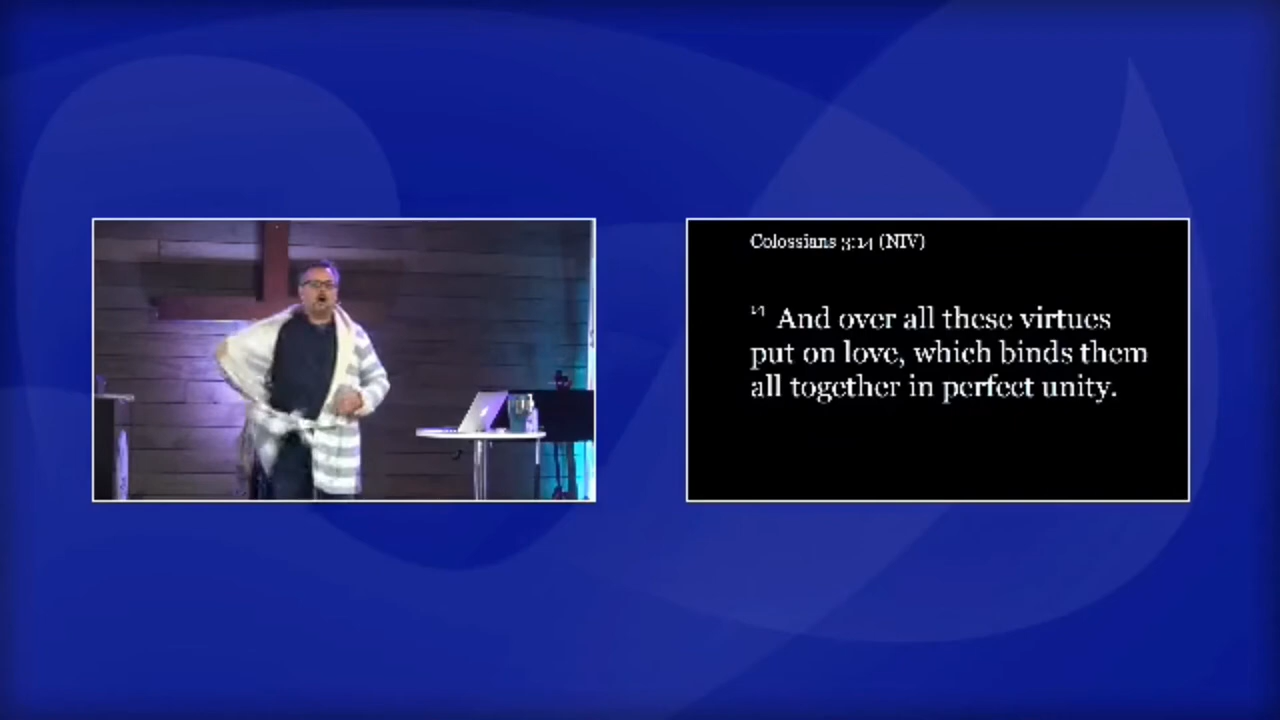 Colossians 3:14 (NIV)
14 And over all these virtues
put on love, which binds them
all together in perfect unity.